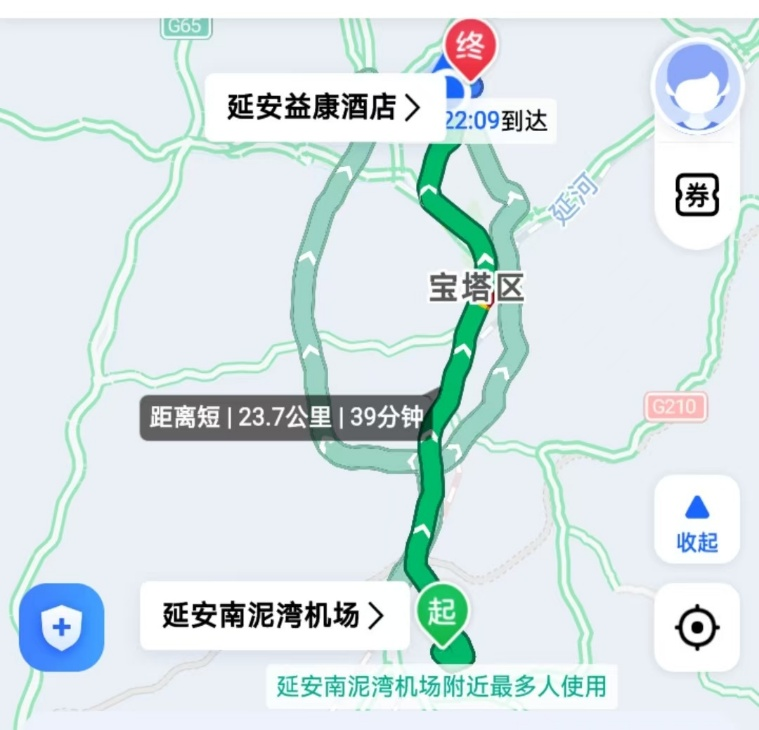 G65
终
延安益康酒店
22:09到达
延河
券
宝塔区
G210
距离短 | 23.7公里 | 39分钟
收起
延安南泥湾机场
起
延安南泥湾机场附近最多人使用